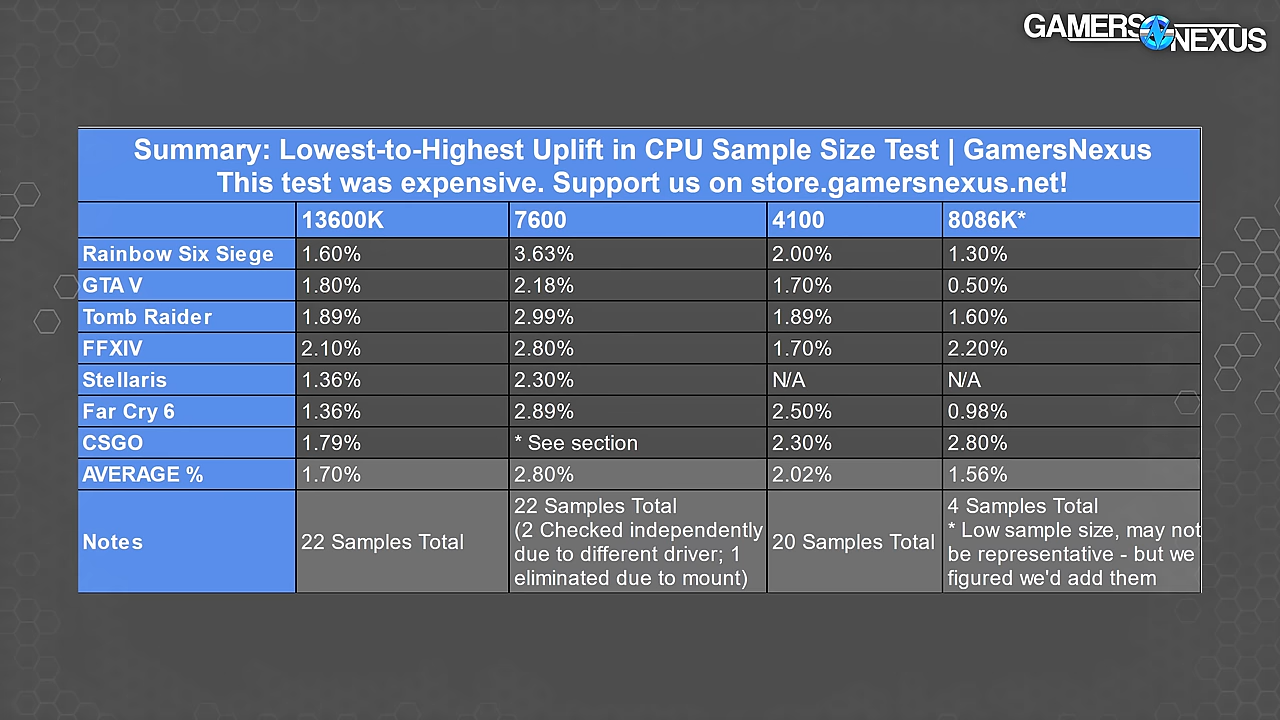 GAMERS NEXUS
Summary: Lowest-to-Highest Uplift in CPU Sample Size Test | GamersNexus
This test was expensive. Support us on store.gamersnexus.net!
13600K 7600 4100 8086K*
Rainbow Six Siege 1.60% 3.63% 2.00% 1.30%
GTA V 1.80% 2.18% 1.70% 0.50%
Tomb Raider 1.89% 2.99% 1.89% 1.60%
FFXIV 2.10% 2.80% 1.70% 2.20%
Stellaris 1.36% 2.30% N/A N/A
Far Cry 6 1.36% 2.89% 2.50% 0.98%
CSGO 1.79% * See section 2.30% 2.80%
AVERAGE % 1.70% 2.80% 2.02% 1.56%
Notes
22 Samples Total
22 Samples Total
(2 Checked independently
due to different driver; 1
eliminated due to mount)
20 Samples Total
4 Samples Total
* Low sample size, may not
be representative - but we
figured we'd add them